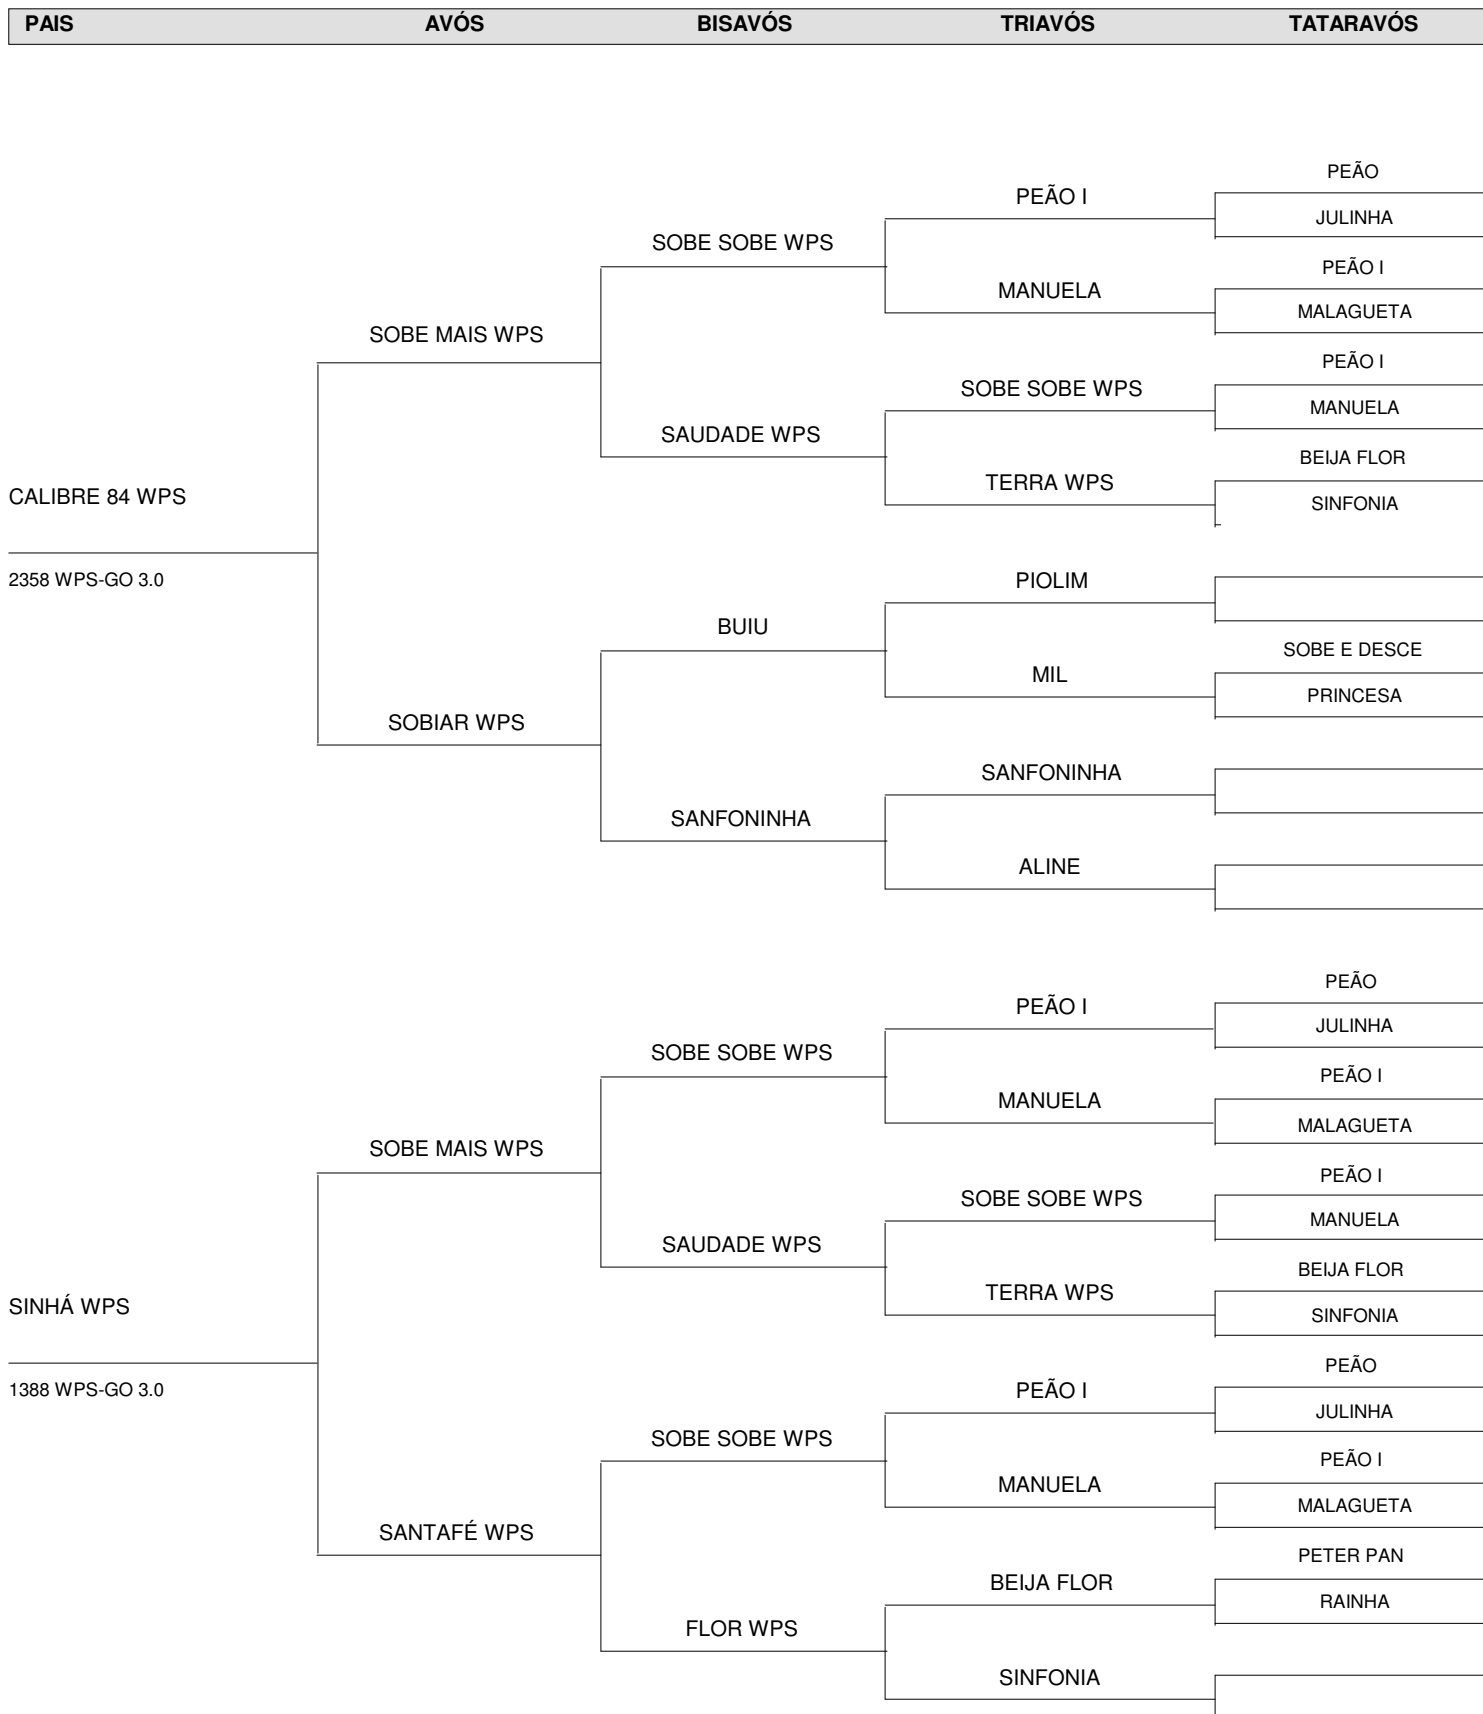 PAIS AVÓS BISAVÓS TRIAVÓS TATARAVÓS
PEÃO
PEÃO I
JULINHA
SOBE SOBE WPS
PEÃO I
MANUELA
MALAGUETA
SOBE MAIS WPS
PEÃO I
SOBE SOBE WPS
MANUELA
SAUDADE WPS
BEIJA FLOR
TERRA WPS
CALIBRE 84 WPS
SINFONIA
2358 WPS-GO 3.0
PIOLIM
BUIU
SOBE E DESCE
MIL
PRINCESA
SOBIAR WPS
SANFONINHA
SANFONINHA
ALINE
PEÃO
PEÃO I
JULINHA
SOBE SOBE WPS
PEÃO I
MANUELA
MALAGUETA
SOBE MAIS WPS
PEÃO I
SOBE SOBE WPS
MANUELA
SAUDADE WPS
BEIJA FLOR
TERRA WPS
SINHÁ WPS
SINFONIA
PEÃO
1388 WPS-GO 3.0
PEÃO I
JULINHA
SOBE SOBE WPS
PEÃO I
MANUELA
MALAGUETA
SANTAFÉ WPS
PETER PAN
BEIJA FLOR
RAINHA
FLOR WPS
SINFONIA